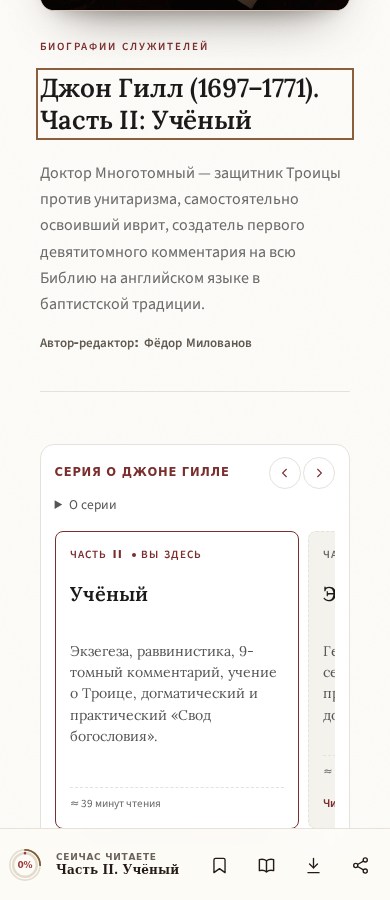 БИОГРАФИИ СЛУЖИТЕЛЕЙ
Джон Гилл (1697–1771).
Часть II: Учёный
Доктор Многотомный — защитник Троицы
против унитаризма, самостоятельно
освоивший иврит, создатель первого
девятитомного комментария на всю
Библию на английском языке в
баптистской традиции.
Автор-редактор: Фёдор Милованов
СЕРИЯ О ДЖОНЕ ГИЛЛЕ
О серии
ЧАСТЬ II • ВЫ ЗДЕСЬ
Учёный
Экзегеза, раввинистика, 9-
томный комментарий, учение
о Троице, догматический и
практический «Свод
богословия».
≈ 39 минут чтения
0%
СЕЙЧАС ЧИТАЕТЕ
Часть II. Учёный